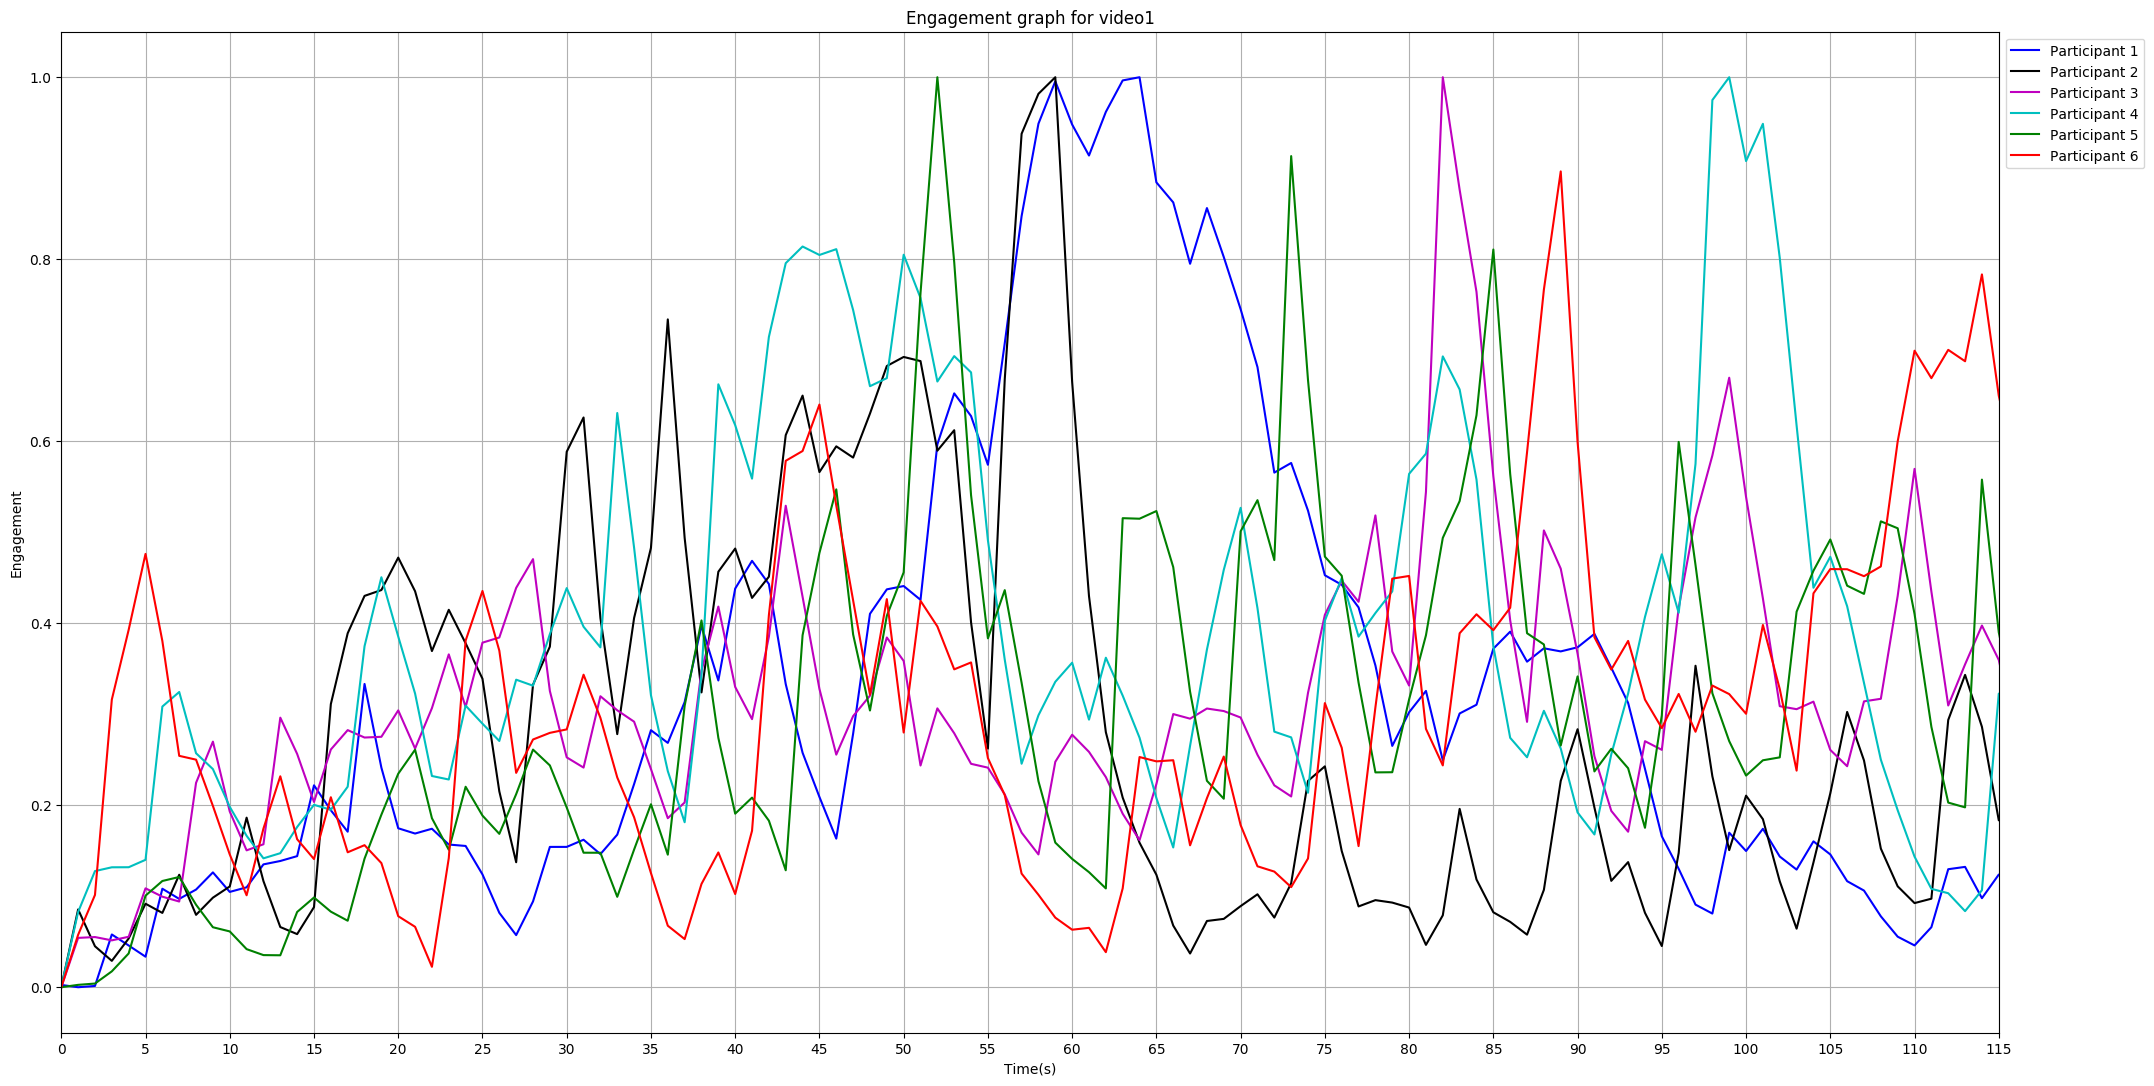 Engagement graph for video1
Participant 1
Participant 2
Participant 3
Participant 4
Participant 5
Participant 6
1.0
0.8
0.6
0.4
0.2
0.0
Engagement
0 5 10 15 20 25 30 35 40 45 50 55 60 65 70 75 80 85 90 95 100 105 110 115
Time(s)